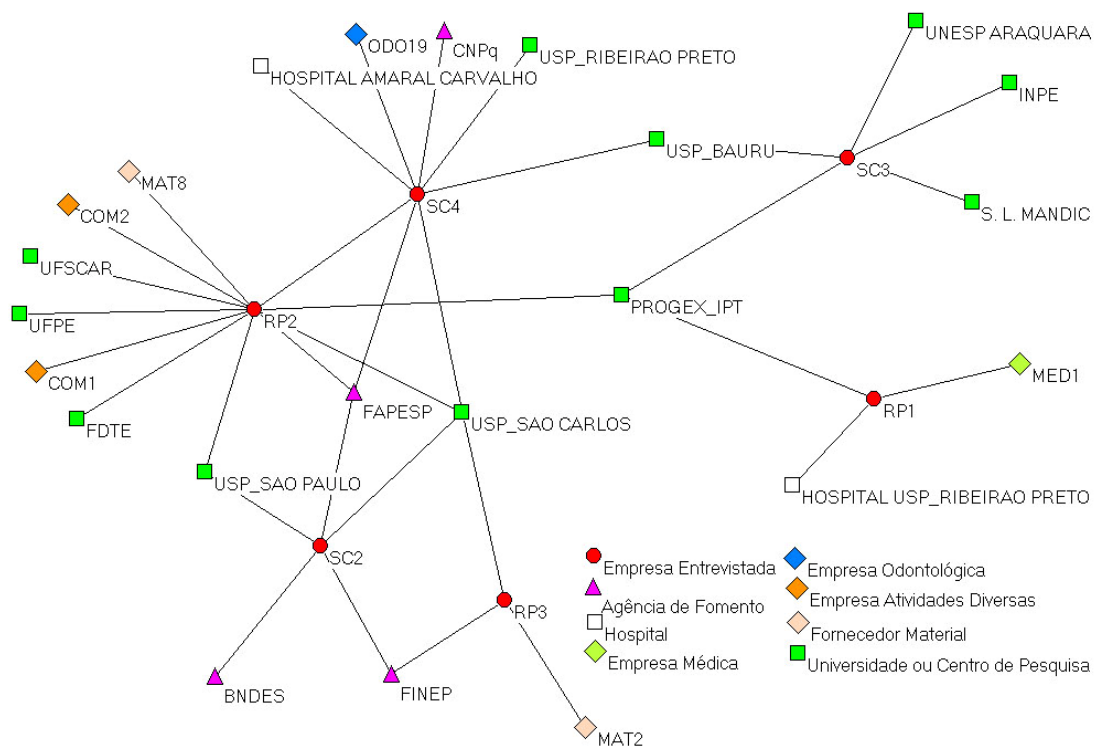 UNESP ARAQUARA
ODO19
CNPq
USP_RIBEIRAO PRETO
HOSPITAL AMARAL CARVALHO
INPE
USP_BAURU
SC3
MAT8
SC4
S. L. MANDIC
COM2
UFSCAR
PROGEX_IPT
RP2
UFPE
COM1
MED1
FAPESP
USP_SAO CARLOS
RP1
FDTE
USP_SAO PAULO
HOSPITAL USP_RIBEIRAO PRETO
SC2
RP3
BNDES
FINEP
MAT2
Empresa Entrevistada
Agência de Fomento
Hospital
Empresa Médica
Empresa Odontológica
Empresa Atividades Diversas
Fornecedor Material
Universidade ou Centro de Pesquisa